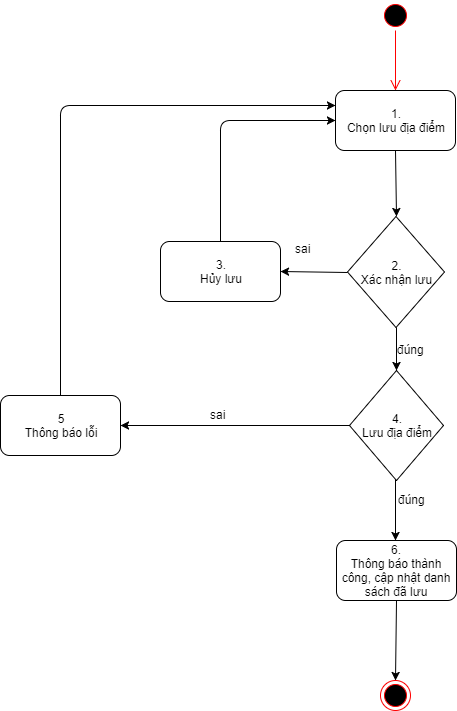 1.
Chọn lưu địa điểm
sai
2.
Xác nhận lưu
3.
Hủy lưu
đúng
4.
Lưu địa điểm
sai
5
Thông báo lỗi
đúng
6.
Thông báo thành
công, cập nhật danh
sách đã lưu